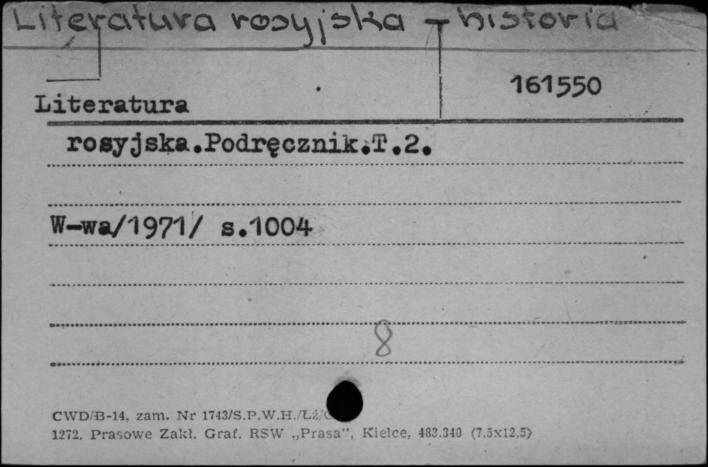 Literatura rosyjska – historia
161550
Literatura
rosyjska.Podręcznik.T.2.
W-wa/1971/ s.1004
8
CWD/B-14, zam. Nr 1743/S.P.W.H./Łź/
1272. Prasowe Zakł. Graf. RSW „Prasa”, Kielce, 483.340 (7,5x12,5)